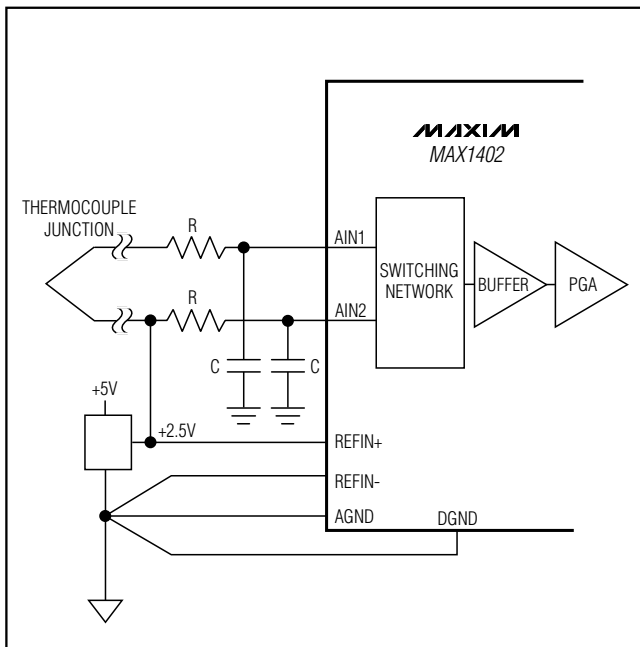 MAXIM
MAX1402
THERMOCOUPLE
JUNCTION
R
AIN1
SWITCHING
NETWORK
BUFFER
PGA
R
AIN2
C
C
+5V
+2.5V
REFIN+
REFIN-
AGND
DGND